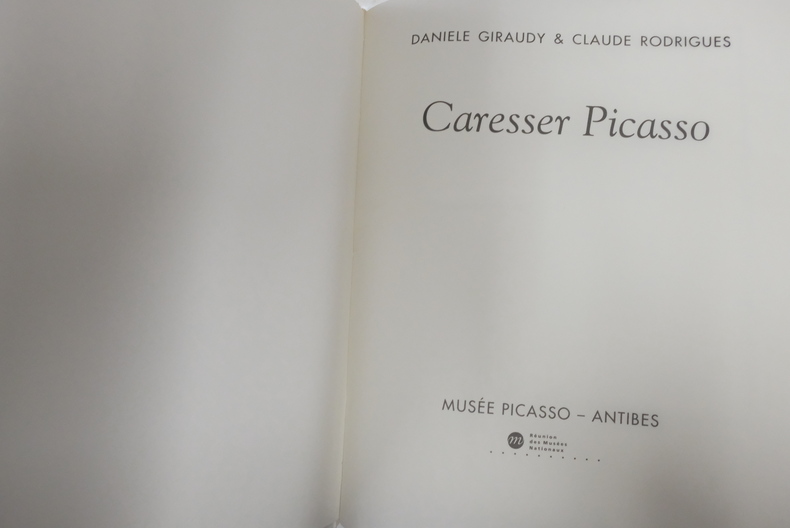 DANIELE GIRAUDY & CLAUDE RODRIGUES
Caresser Picasso
MUSÉE PICASSO – ANTIBES
m
Réunion
des Musées
Nationaux